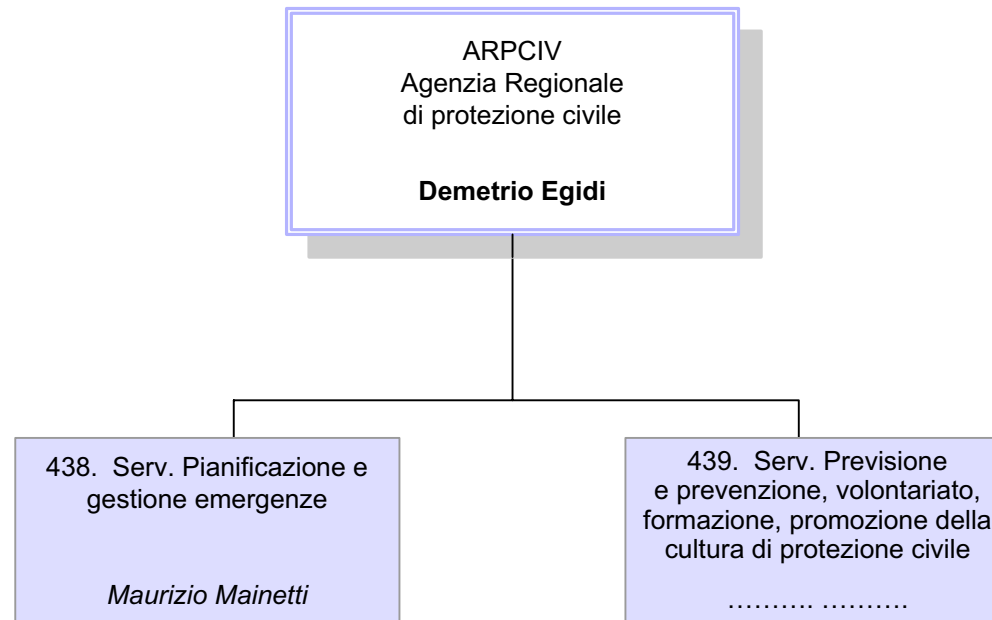 ARPCIV
Agenzia Regionale
di protezione civile
Demetrio Egidi
438. Serv. Pianificazione e
gestione emergenze
Maurizio Mainetti
439. Serv. Previsione
e prevenzione, volontariato,
formazione, promozione della
cultura di protezione civile
………. ……….